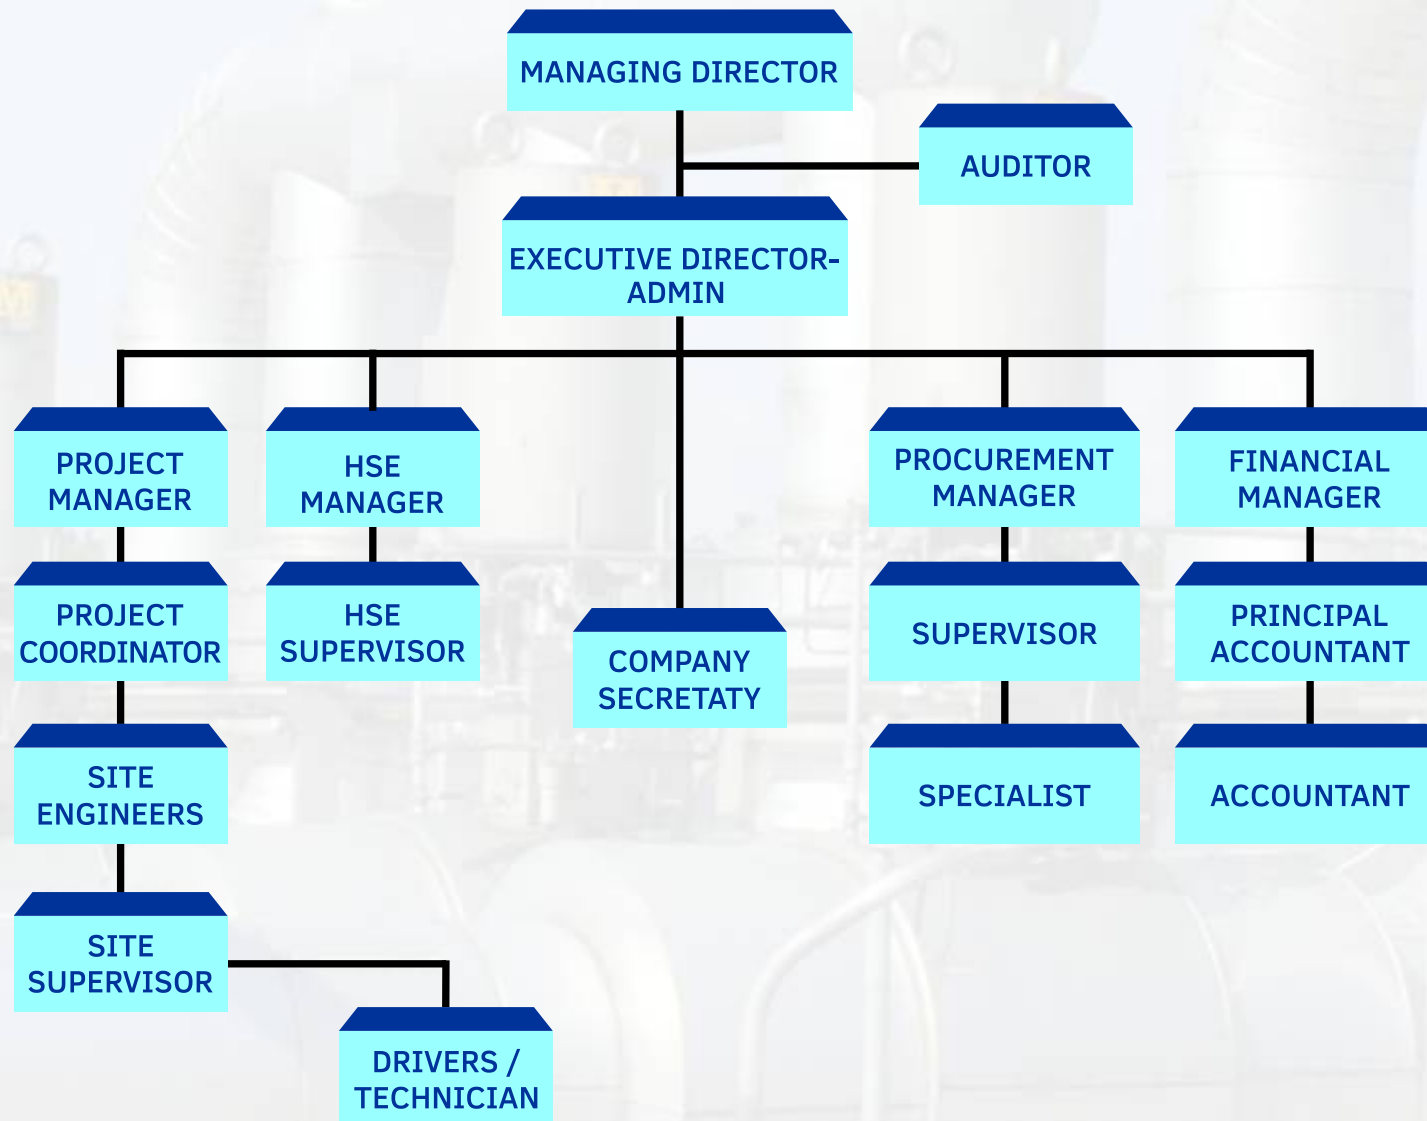 MANAGING DIRECTOR
AUDITOR
EXECUTIVE DIRECTOR-
ADMIN
PROJECT
MANAGER
HSE
MANAGER
PROCUREMENT
MANAGER
FINANCIAL
MANAGER
PROJECT
COORDINATOR
HSE
SUPERVISOR
COMPANY
SECRETATY
SUPERVISOR
PRINCIPAL
ACCOUNTANT
SITE
ENGINEERS
SPECIALIST
ACCOUNTANT
SITE
SUPERVISOR
DRIVERS /
TECHNICIAN